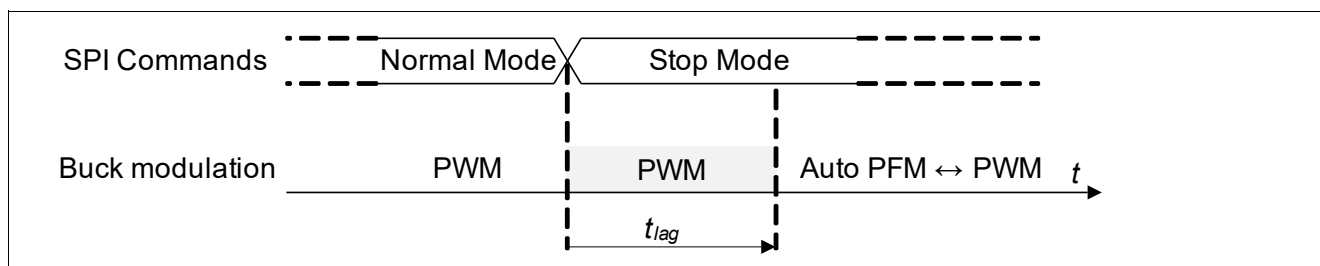 SPI Commands Normal Mode Stop Mode
Buck modulation PWM PWM Auto PFM ↔ PWM t
tlag